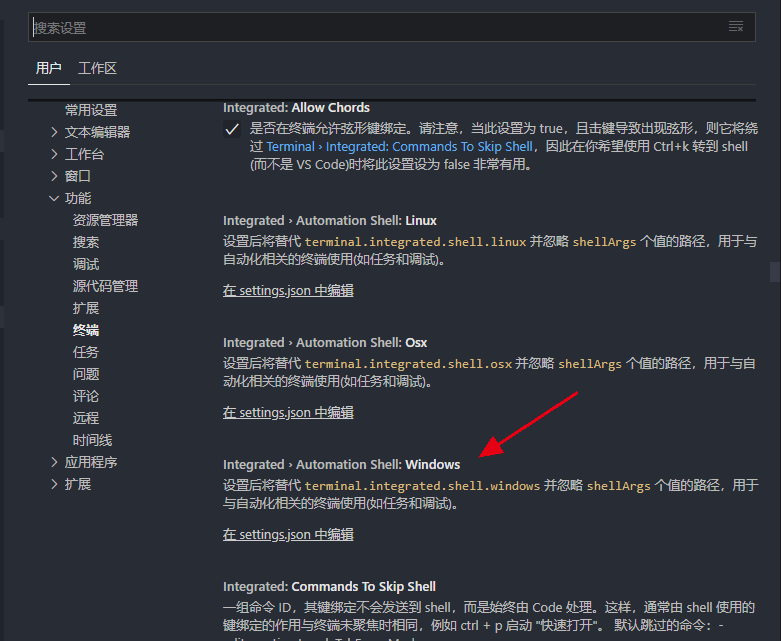 搜索设置
用户 工作区
常用设置
文本编辑器
工作台
窗口
功能
资源管理器
搜索
调试
源代码管理
扩展
终端
任务
问题
评论
远程
时间线
应用程序
扩展
Integrated: Allow Chords
是否在终端允许弦形键绑定。请注意，当此设置为 true，且击键导致出现弦形，则它将绕
过 Terminal › Integrated: Commands To Skip Shell，因此在你希望使用 Ctrl+k 转到 shell
(而不是 VS Code)时将此设置设为 false 非常有用。
Integrated › Automation Shell: Linux
设置后将替代 terminal.integrated.shell.linux 并忽略 shellArgs 个值的路径，用于与
自动化相关的终端使用(如任务和调试)。
在 settings.json 中编辑
Integrated › Automation Shell: Osx
设置后将替代 terminal.integrated.shell.osx 并忽略 shellArgs 个值的路径，用于与自
动化相关的终端使用(如任务和调试)。
在 settings.json 中编辑
Integrated › Automation Shell: Windows
设置后将替代 terminal.integrated.shell.windows 并忽略 shellArgs 个值的路径，用于
与自动化相关的终端使用(如任务和调试)。
在 settings.json 中编辑
Integrated: Commands To Skip Shell
一组命令 ID，其键绑定不会发送到 shell，而是始终由 Code 处理。这样，通常由 shell 使用的
键绑定的作用与终端未聚焦时相同，例如 ctrl + p 启动 "快速打开"。 默认跳过的命令：-